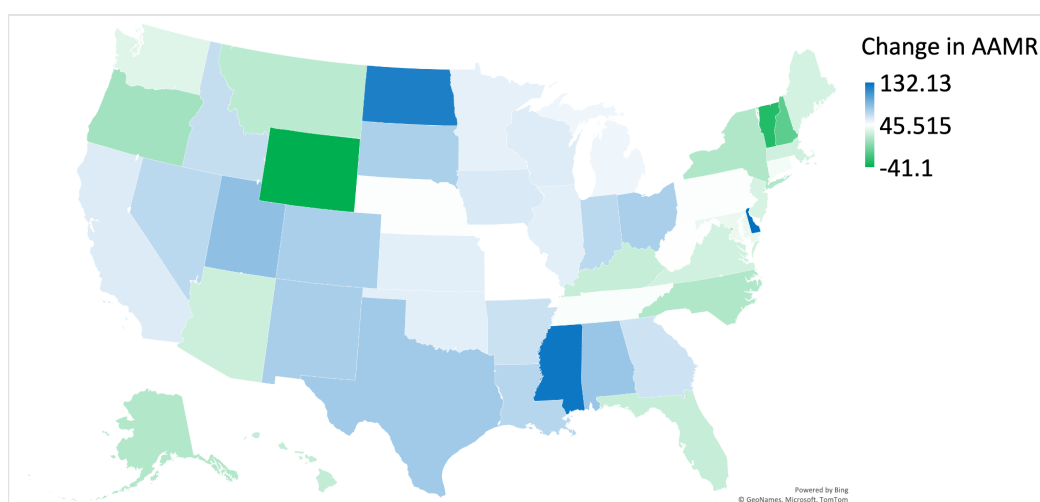 Change in AAMR
132.13
45.515
-41.1
Powered by Bing
© GeoNames, Microsoft, TomTom